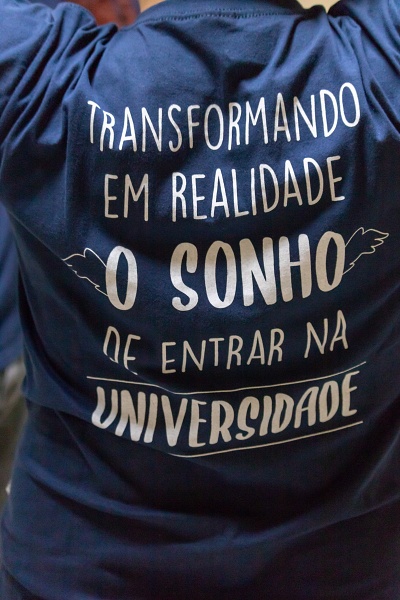 TRANSFORMANDO
EM REALIDADE
O SONHO
DE ENTRAR NA
UNIVERSIDADE